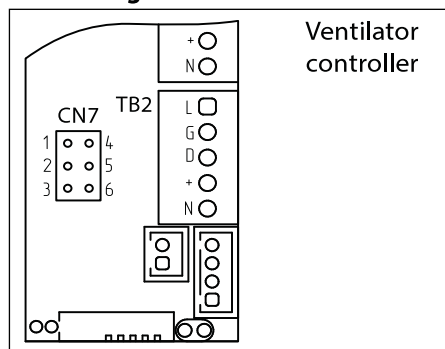 Ventilator
controller
+
N
TB2
L
G
D
+
N
CN7
1 4
2 5
3 6